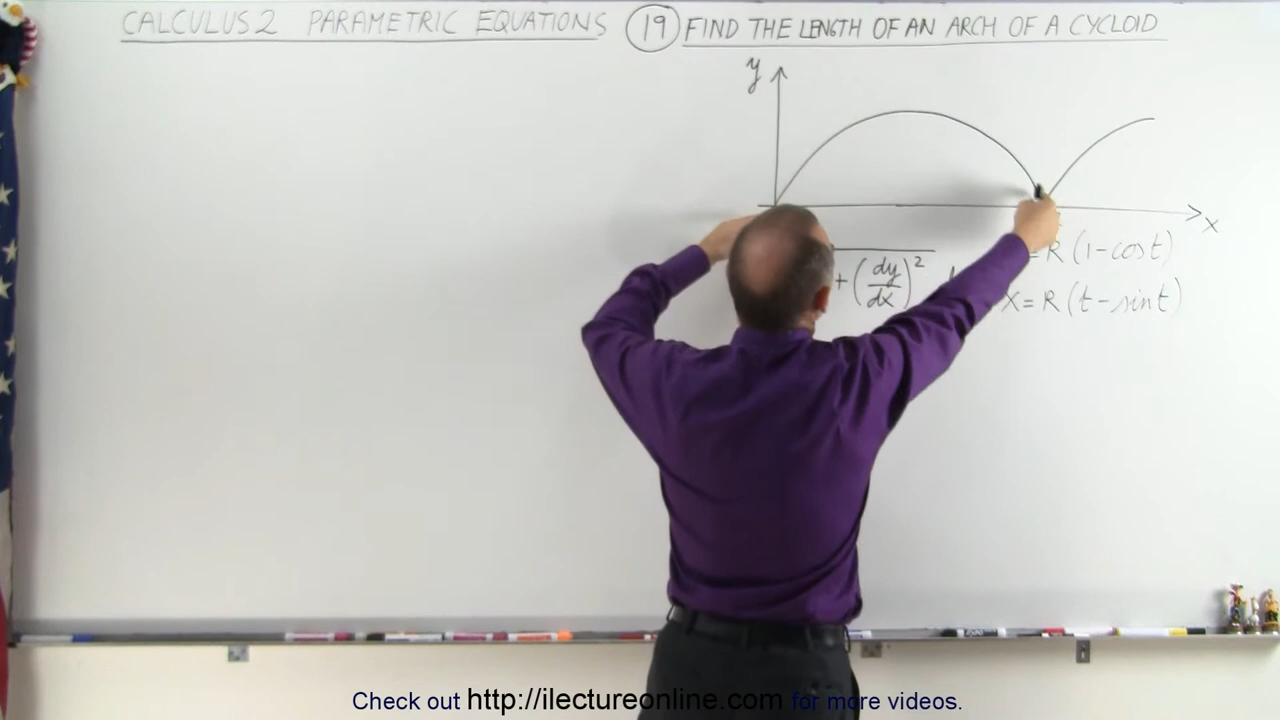 CALCULUS 2 PARAMETRIC EQUATIONS (19) FIND THE LENGTH OF AN ARCH OF A CYCLOID
y
x
+ (dy/dx)²
= R (1-cos t)
x = R (t - sin t)
Check out http://ilectureonline.com for more videos.